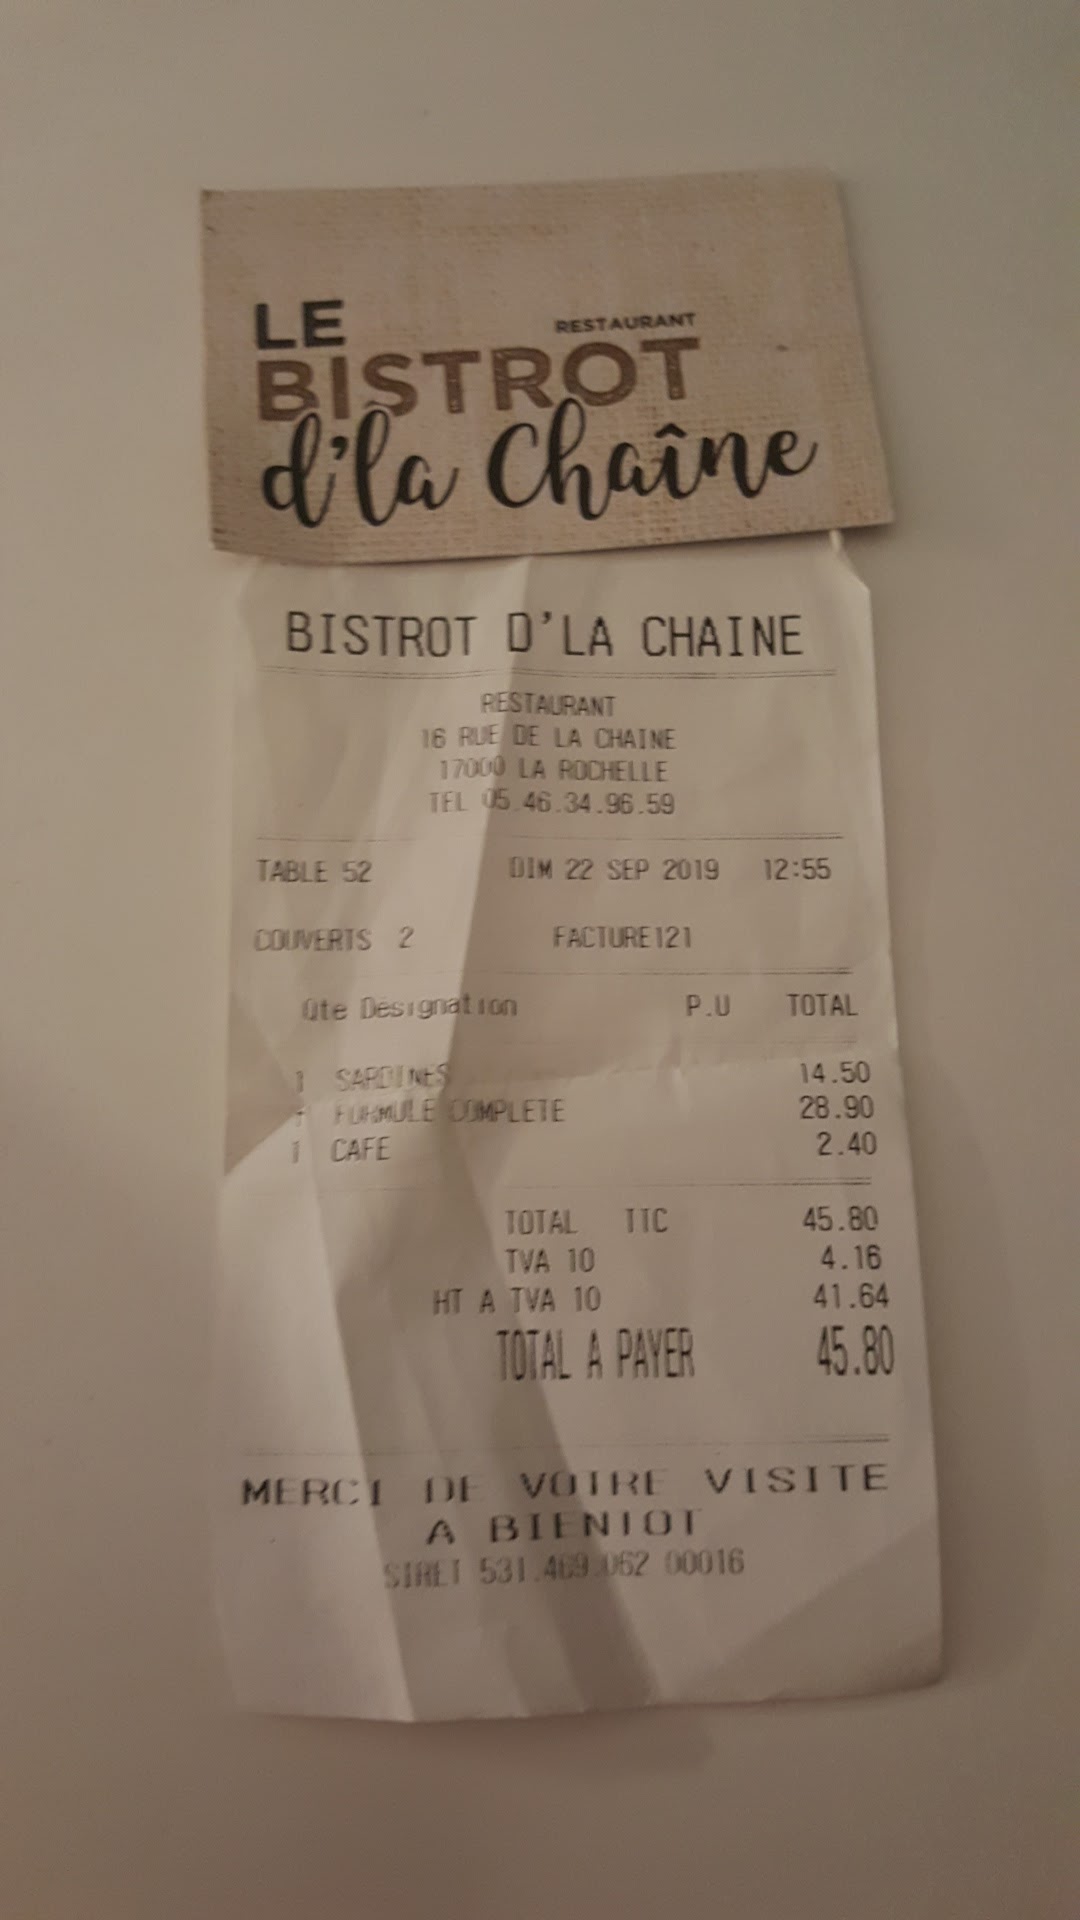 LE
RESTAURANT
BISTROT
d'la Chaîne
BISTROT D'LA CHAINE
RESTAURANT
16 RUE DE LA CHAINE
17000 LA ROCHELLE
TEL 05.46.34.96.59
TABLE 52 DIM 22 SEP 2019 12:55
COUVERTS 2 FACTURE121
Qte Désignation P.U TOTAL
1 SARDINES 14.50
1 FORMULE COMPLETE 28.90
1 CAFE 2.40
TOTAL TTC 45.80
TVA 10 4.16
HT A TVA 10 41.64
TOTAL A PAYER 45.80
MERCI DE VOTRE VISITE
A BIENTOT
SIRET 531.469.062 00016